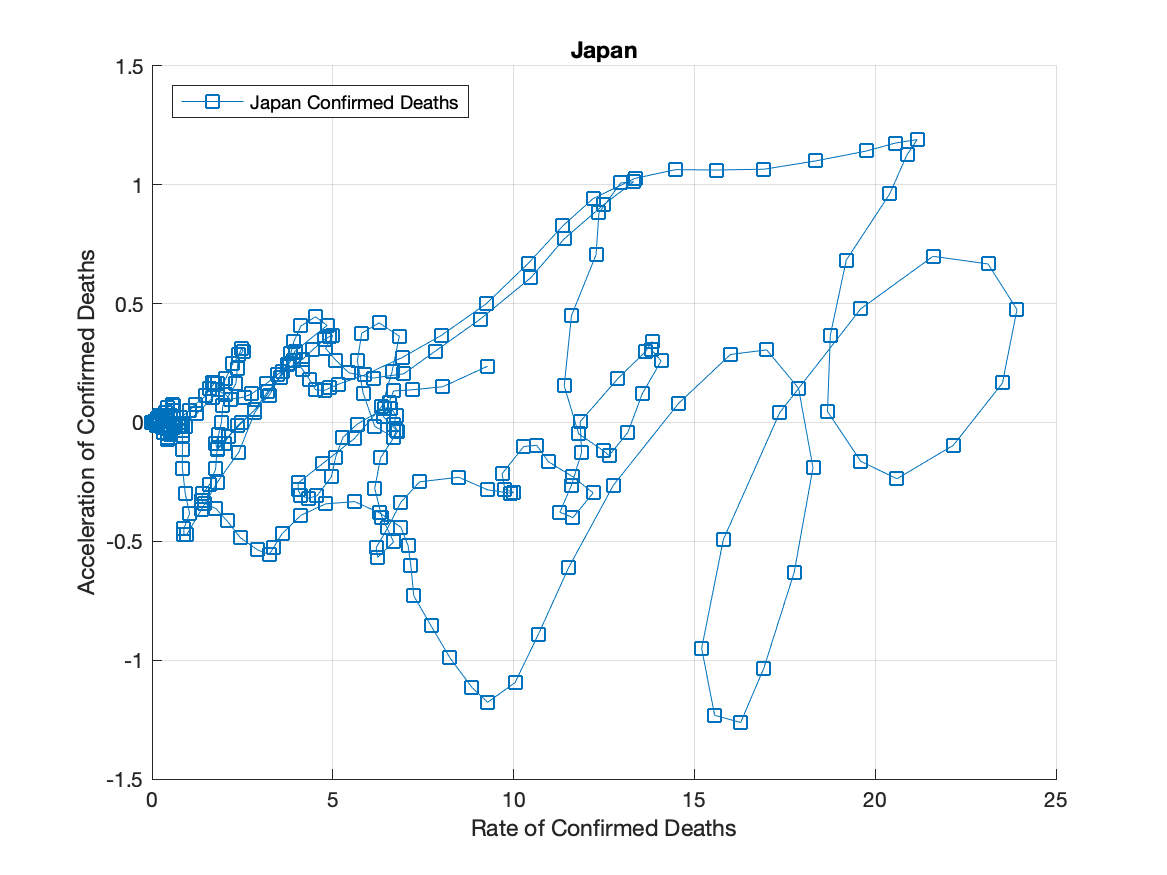 Japan
1.5
Japan Confirmed Deaths
1
0.5
0
-0.5
-1
-1.5
Acceleration of Confirmed Deaths
0 5 10 15 20 25
Rate of Confirmed Deaths